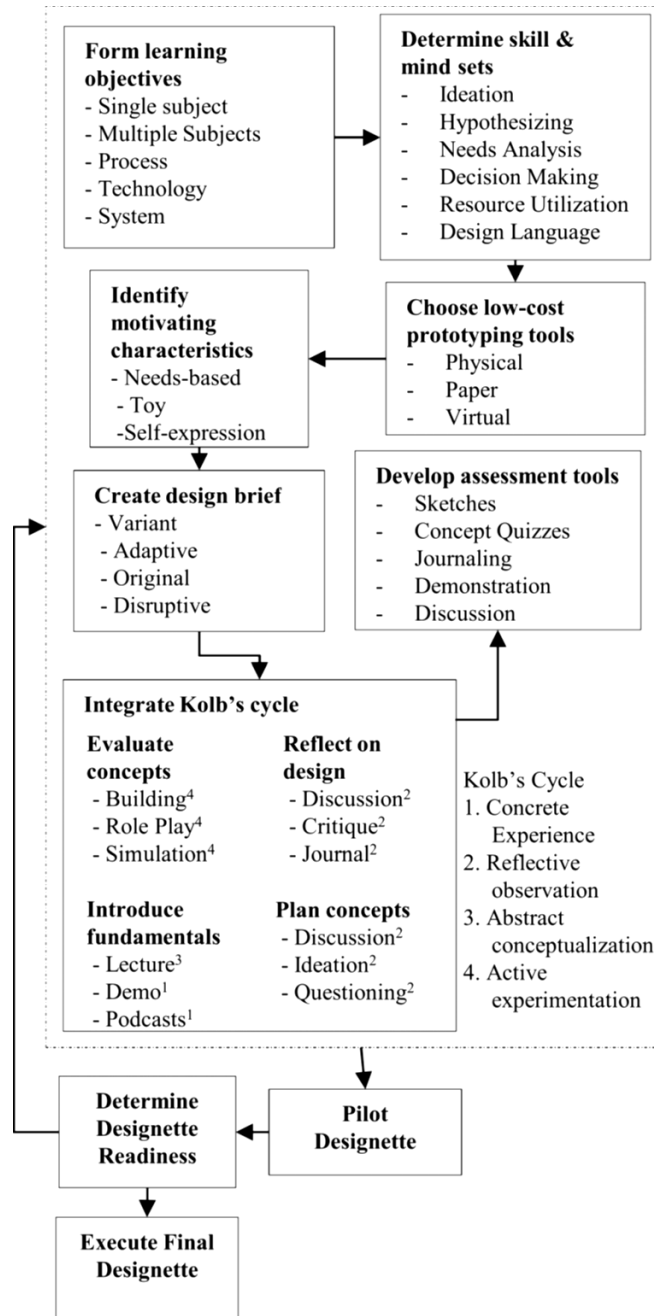 Form learning
objectives
- Single subject
- Multiple Subjects
- Process
- Technology
- System
Determine skill &
mind sets
- Ideation
- Hypothesizing
- Needs Analysis
- Decision Making
- Resource Utilization
- Design Language
Identify
motivating
characteristics
- Needs-based
- Toy
-Self-expression
Choose low-cost
prototyping tools
- Physical
- Paper
- Virtual
Create design brief
- Variant
- Adaptive
- Original
- Disruptive
Develop assessment tools
- Sketches
- Concept Quizzes
- Journaling
- Demonstration
- Discussion
Integrate Kolb’s cycle
Evaluate
concepts
- Building⁴
- Role Play⁴
- Simulation⁴
Reflect on
design
- Discussion²
- Critique²
- Journal²
Introduce
fundamentals
- Lecture³
- Demo¹
- Podcasts¹
Plan concepts
- Discussion²
- Ideation²
- Questioning²
Kolb’s Cycle
1. Concrete
Experience
2. Reflective
observation
3. Abstract
conceptualization
4. Active
experimentation
Determine
Designette
Readiness
Pilot
Designette
Execute Final
Designette